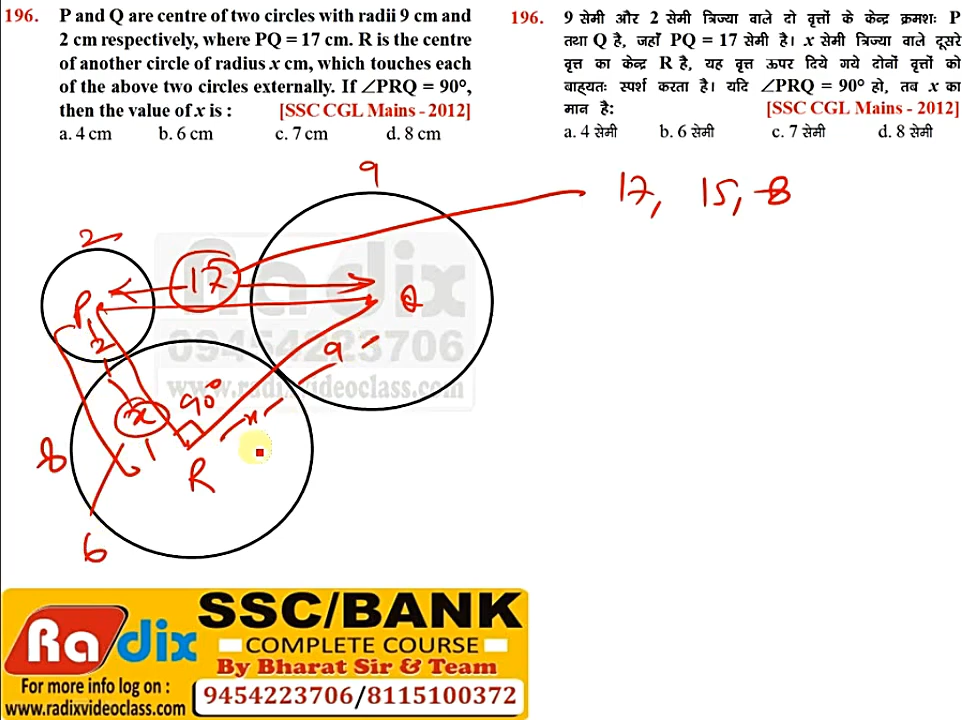 196. P and Q are centre of two circles with radii 9 cm and
2 cm respectively, where PQ = 17 cm. R is the centre
of another circle of radius x cm, which touches each
of the above two circles externally. If ∠PRQ = 90°,
then the value of x is : [SSC CGL Mains - 2012]
a. 4 cm b. 6 cm c. 7 cm d. 8 cm
196. 9 सेमी और 2 सेमी त्रिज्या वाले दो वृत्तों के केन्द्र क्रमशः P
तथा Q है, जहाँ PQ = 17 सेमी है। x सेमी त्रिज्या वाले दूसरे
वृत्त का केन्द्र R है, यह वृत्त ऊपर दिये गये दोनों वृत्तों को
बाह्यतः स्पर्श करता है। यदि ∠PRQ = 90° हो, तब x का
मान है: [SSC CGL Mains - 2012]
a. 4 सेमी b. 6 सेमी c. 7 सेमी d. 8 सेमी
9
17, 15, 8
2
17
P
Q
2
9
Radix
09454223706
www.radixvideoclass.com
x
90°
x
8
R
6
Radix
SSC/BANK
COMPLETE COURSE
By Bharat Sir & Team
For more info log on :
www.radixvideoclass.com
9454223706/8115100372